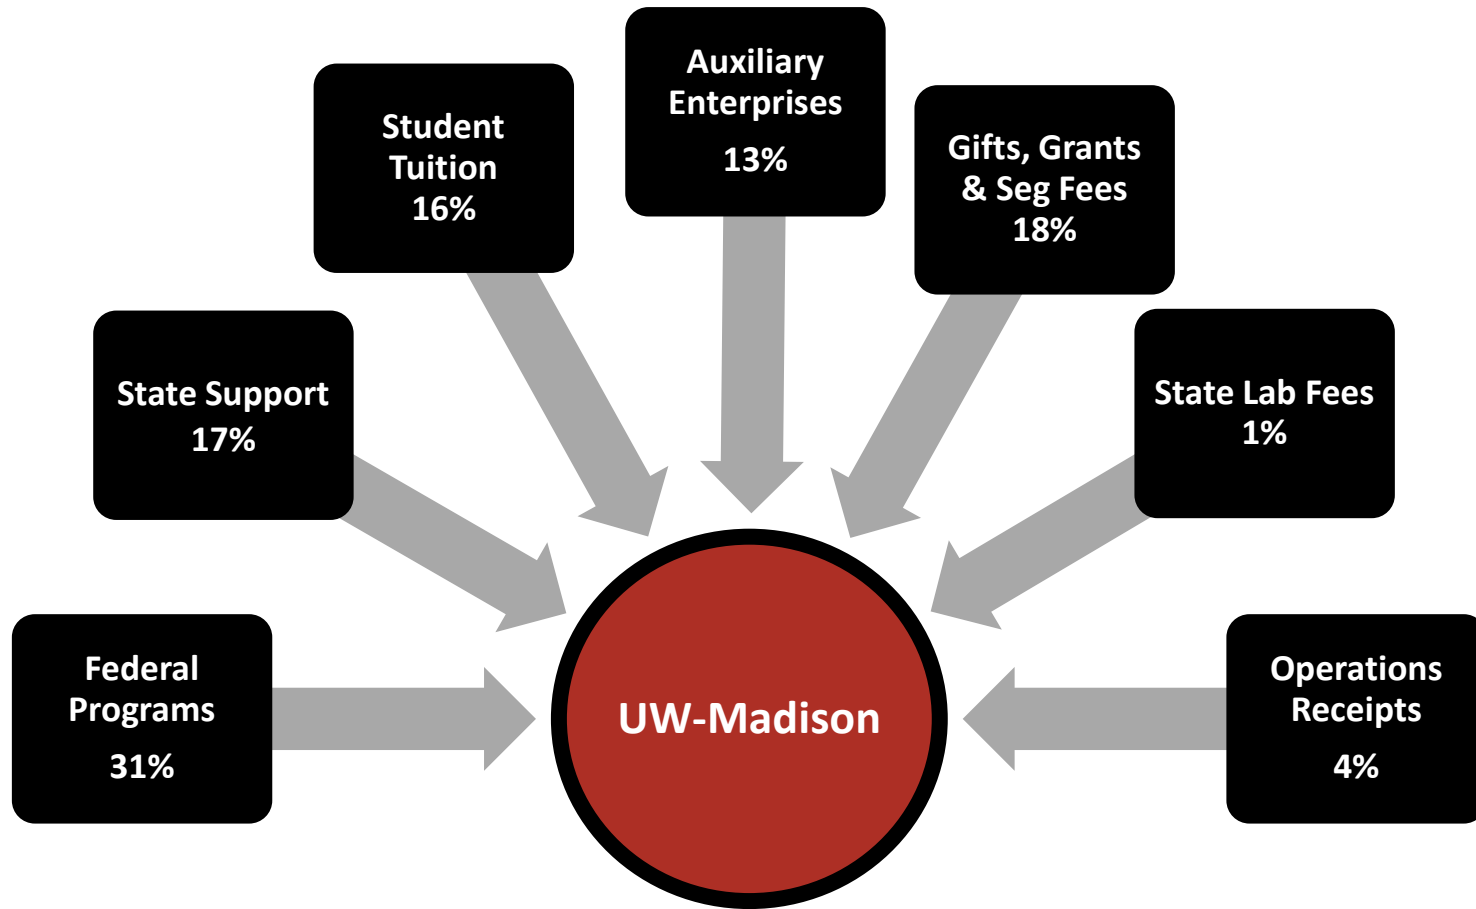 Federal
Programs
31%
State Support
17%
Student
Tuition
16%
Auxiliary
Enterprises
13%
Gifts, Grants
& Seg Fees
18%
State Lab Fees
1%
Operations
Receipts
4%
UW-Madison